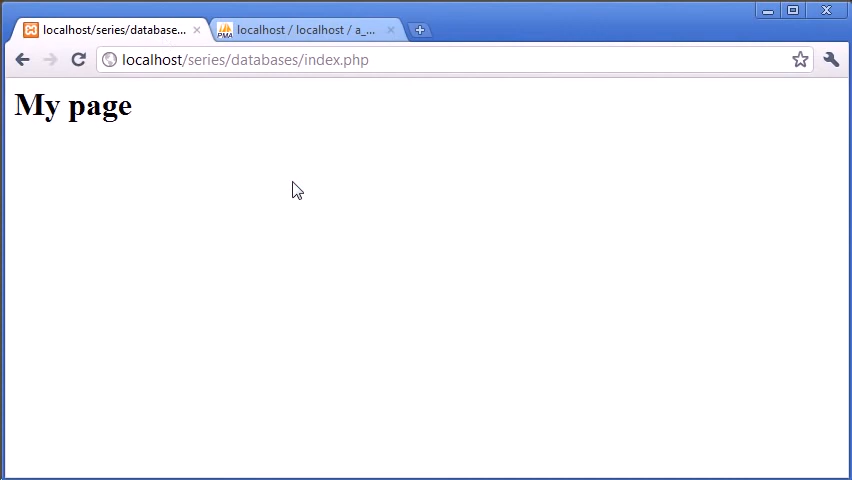 localhost/series/database...
PMA
localhost / localhost / a_...
localhost/series/databases/index.php
My page